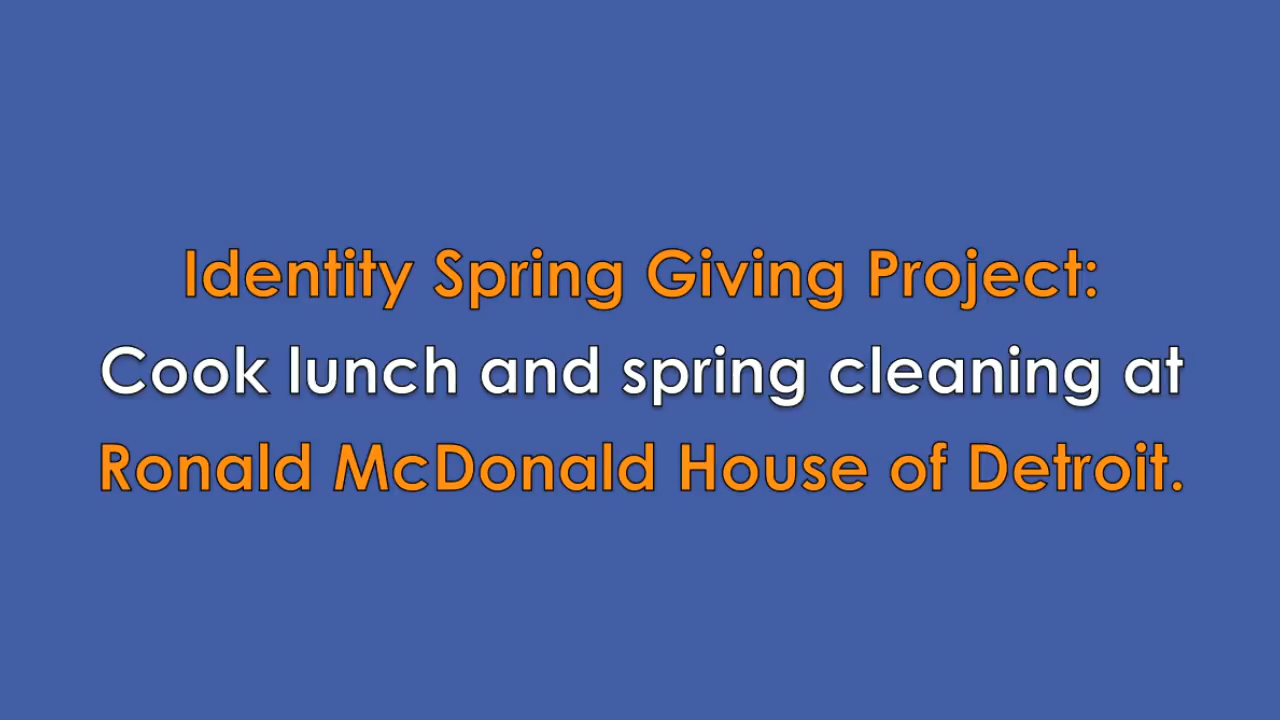 Identity Spring Giving Project:
Cook lunch and spring cleaning at
Ronald McDonald House of Detroit.